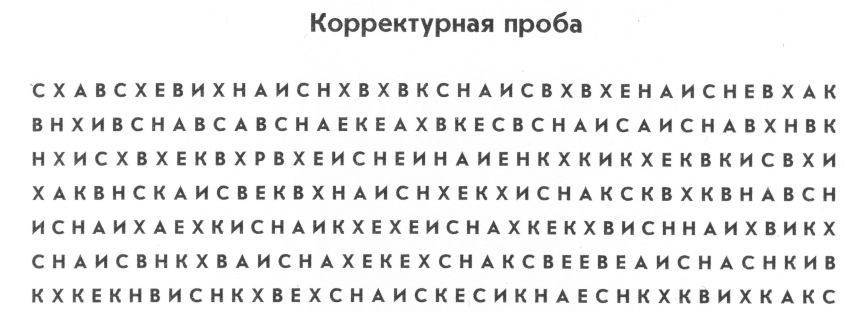 Корректурная проба
С Х А В С Х Е В И Х Н А И С Н Х В Х В К С Н А И С В Х В Х Е Н А И С Н Е В Х А К
В Н Х И В С Н А В С А В С Н А Е К Е А Х В К Е С В С Н А И С А И С Н А В Х Н В К
Н Х И С Х В Х Е К В Х Р В Х Е И С Н Е И Н А И Е Н К Х К И К Х Е К В К И С В Х И
Х А К В Н С К А И С В Е К В Х Н А И С Н Х Е К Х И С Н А К С К В Х К В Н А В С Н
И С Н А И Х А Е Х К И С Н А И К Х Е Х Е И С Н А Х К Е К Х В И С Н Н А И Х В И К Х
С Н А И С В Н К Х В А И С Н А Х Е К Е Х С Н А К С В Е Е В Е А И С Н А С Н К И В
К Х К Е К Н В И С Н К Х В Е Х С Н А И С К Е С И К Н А Е С Н К Х К В И Х К А К С